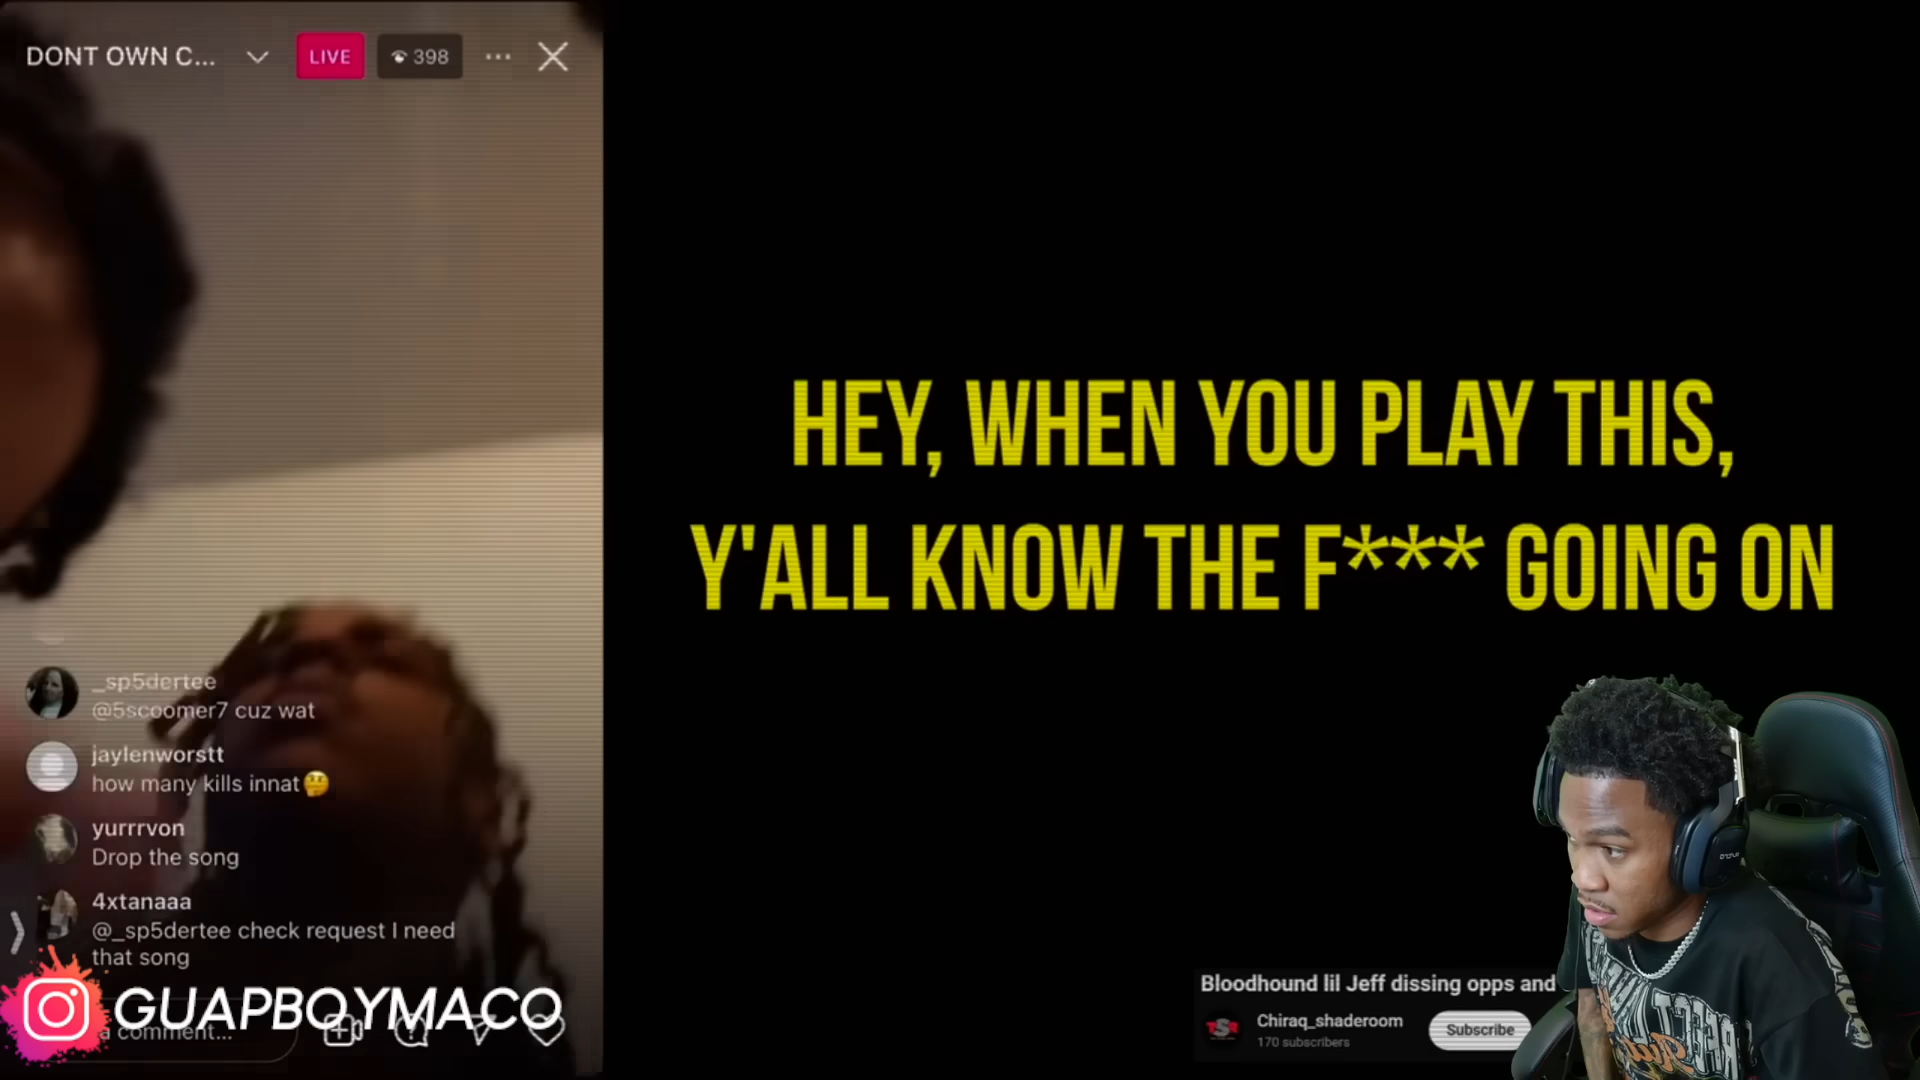 DONT OWN C...
LIVE
398
HEY, WHEN YOU PLAY THIS,
Y'ALL KNOW THE F*** GOING ON
_sp5dertee
@5scoomer7 cuz wat
jaylenworstt
how many kills innat🤔
yurrrvon
Drop the song
4xtanaaa
@_sp5dertee check request I need
that song
GUAPBOYMACO
a comment...
Bloodhound lil Jeff dissing opps and
TSR
Chiraq_shaderoom
170 subscribers
Subscribe